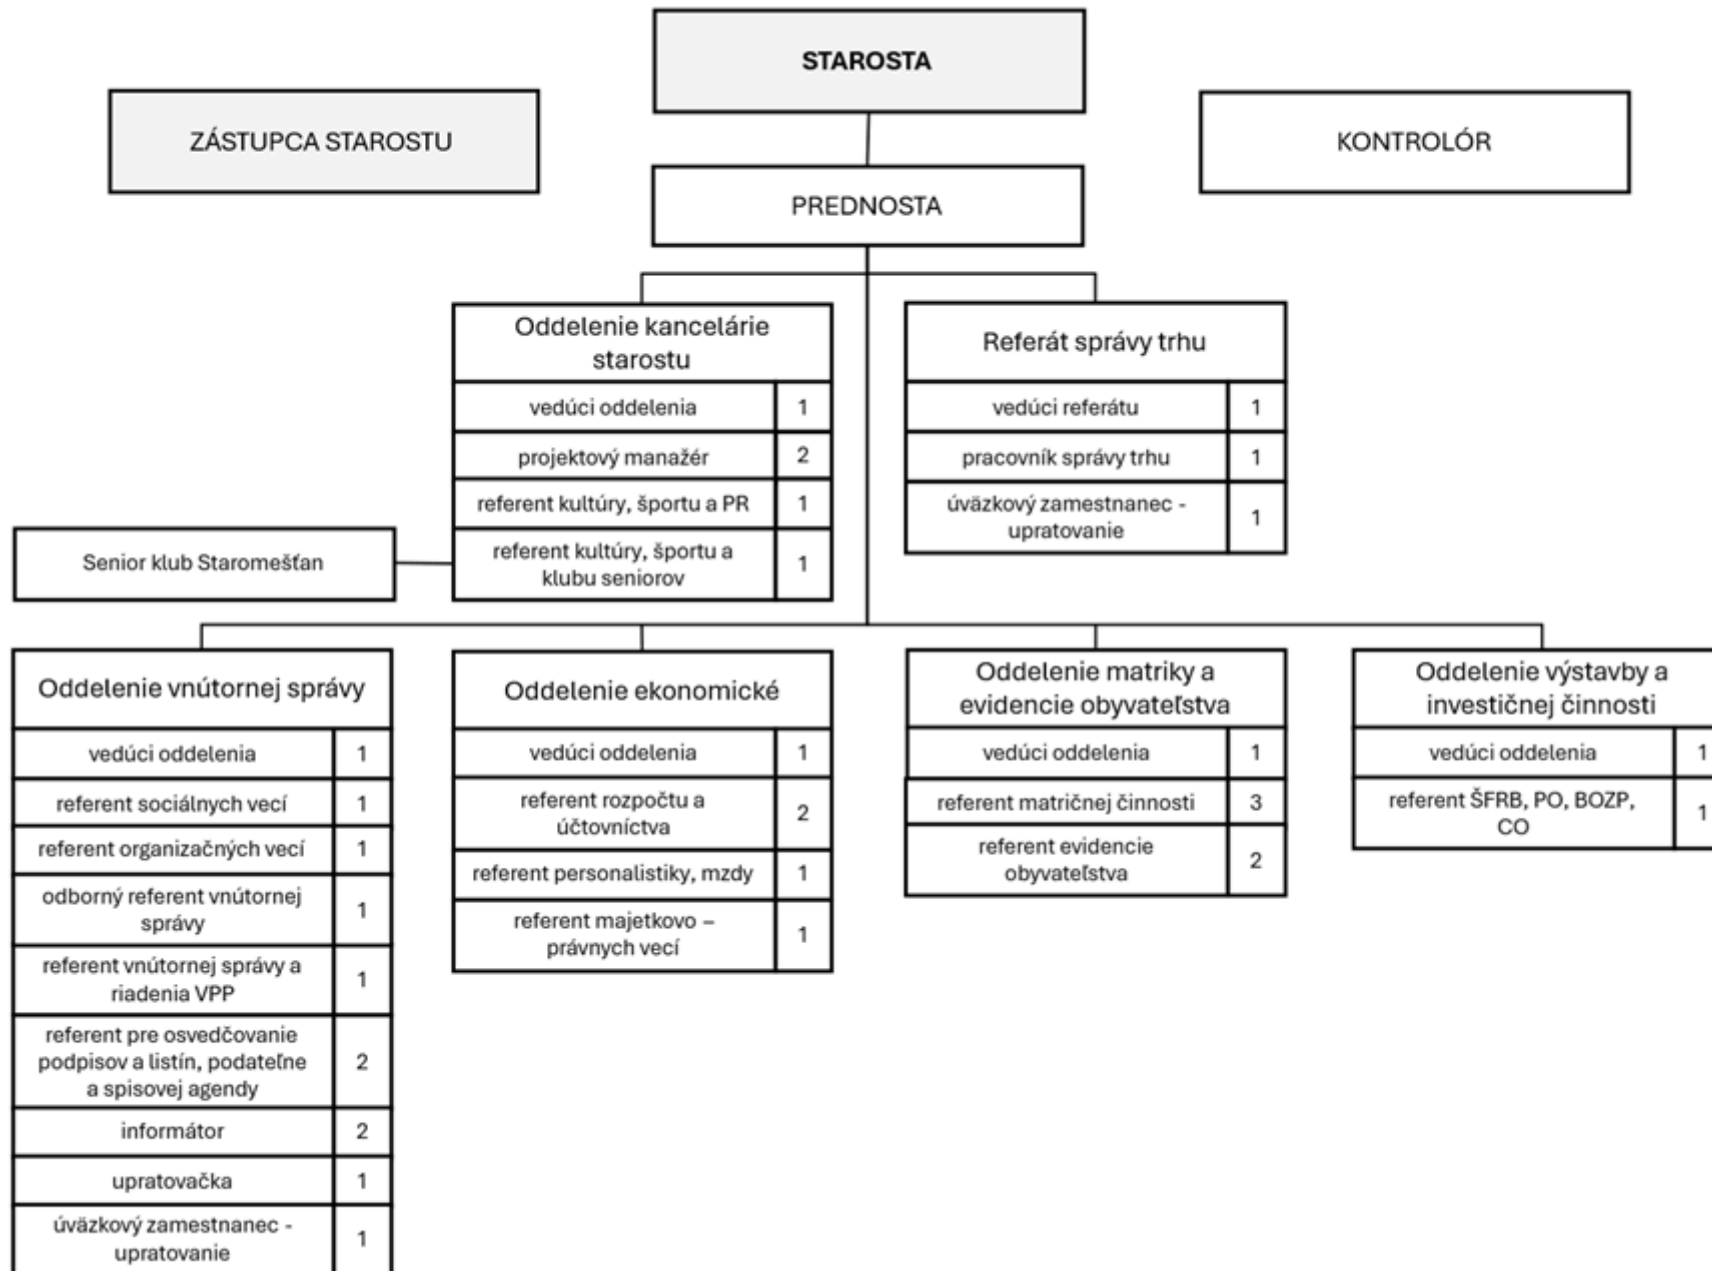 STAROSTA
ZÁSTUPCA STAROSTU
KONTROLÓR
PREDNOSTA
Oddelenie kancelárie
starostu
vedúci oddelenia 1
projektový manažér 2
referent kultúry, športu a PR 1
referent kultúry, športu a
klubu seniorov 1
Referát správy trhu
vedúci referátu 1
pracovník správy trhu 1
úväzkový zamestnanec -
upratovanie 1
Senior klub Staromešťan
Oddelenie vnútornej správy
vedúci oddelenia 1
referent sociálnych vecí 1
referent organizačných vecí 1
odborný referent vnútornej
správy 1
referent vnútornej správy a
riadenia VPP 1
referent pre osvedčovanie
podpisov a listín, podateľne 2
a spisovej agendy
informátor 2
upratovačka 1
úväzkový zamestnanec -
upratovanie 1
Oddelenie ekonomické
vedúci oddelenia 1
referent rozpočtu a
účtovníctva 2
referent personalistiky, mzdy 1
referent majetkovo –
právnych vecí 1
Oddelenie matriky a
evidencie obyvateľstva
vedúci oddelenia 1
referent matričnej činnosti 3
referent evidencie
obyvateľstva 2
Oddelenie výstavby a
investičnej činnosti
vedúci oddelenia 1
referent ŠFRB, PO, BOZP,
CO 1